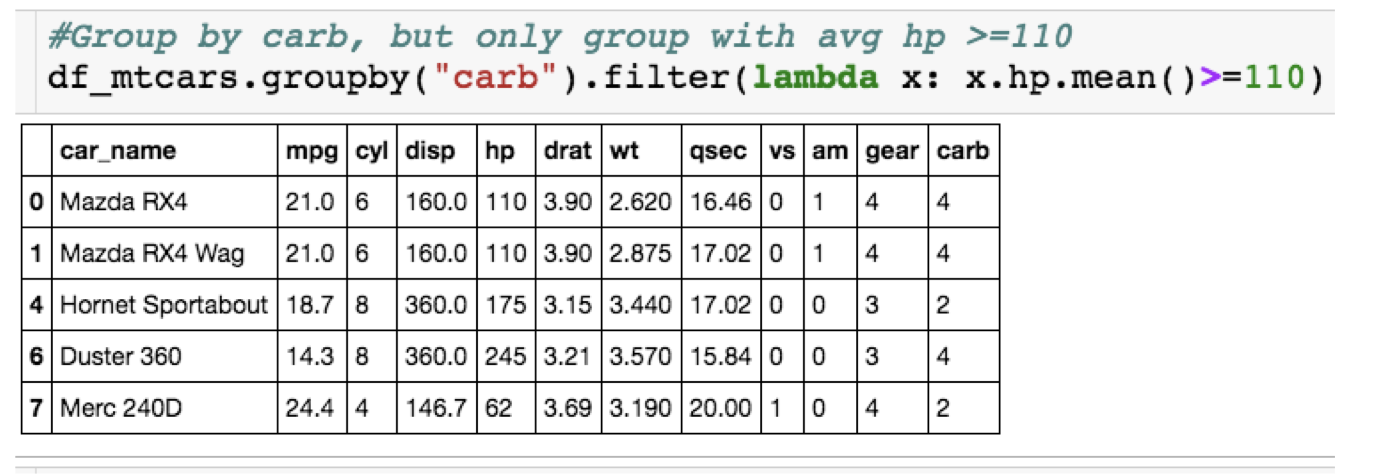 #Group by carb, but only group with avg hp >=110
df_mtcars.groupby("carb").filter(lambda x: x.hp.mean()>=110)
car_name mpg cyl disp hp drat wt qsec vs am gear carb
0 Mazda RX4 21.0 6 160.0 110 3.90 2.620 16.46 0 1 4 4
1 Mazda RX4 Wag 21.0 6 160.0 110 3.90 2.875 17.02 0 1 4 4
4 Hornet Sportabout 18.7 8 360.0 175 3.15 3.440 17.02 0 0 3 2
6 Duster 360 14.3 8 360.0 245 3.21 3.570 15.84 0 0 3 4
7 Merc 240D 24.4 4 146.7 62 3.69 3.190 20.00 1 0 4 2